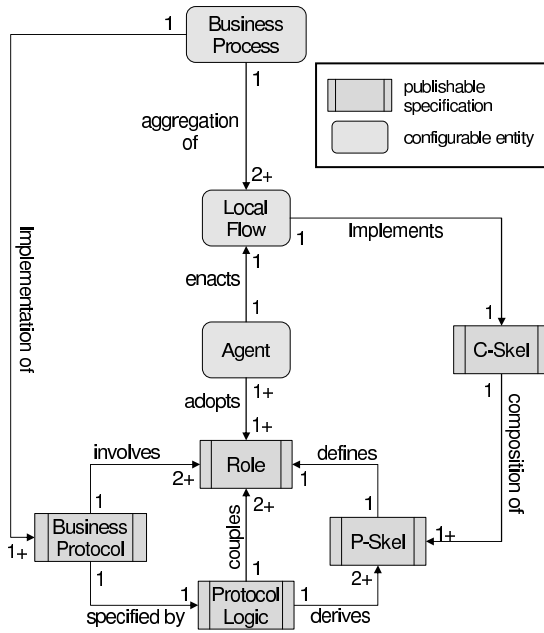 1
Business
Process
1
publishable
specification
configurable entity
aggregation
of
2+
Local
Flow
1
Implements
1
enacts
1
Implementation of
1
Agent
C-Skel
1+
1
adopts
1+
composition of
involves
Role
defines
2+
1
2+
1
couples
1
Business
Protocol
1+
P-Skel
1+
1
2+
1
1
Protocol
Logic
1
specified by
derives